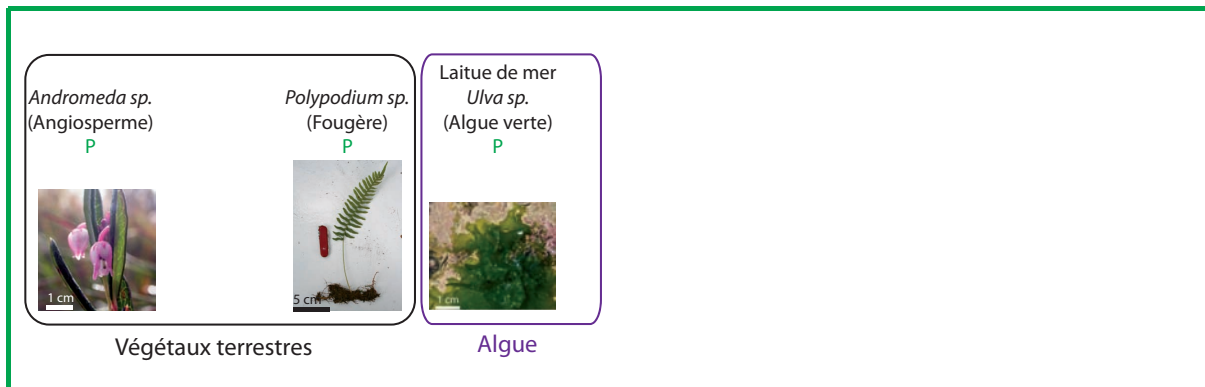 Andromeda sp.
(Angiosperme)
P
1 cm
Polypodium sp.
(Fougère)
P
5 cm
Végétaux terrestres
Laitue de mer
Ulva sp.
(Algue verte)
P
1 cm
Algue